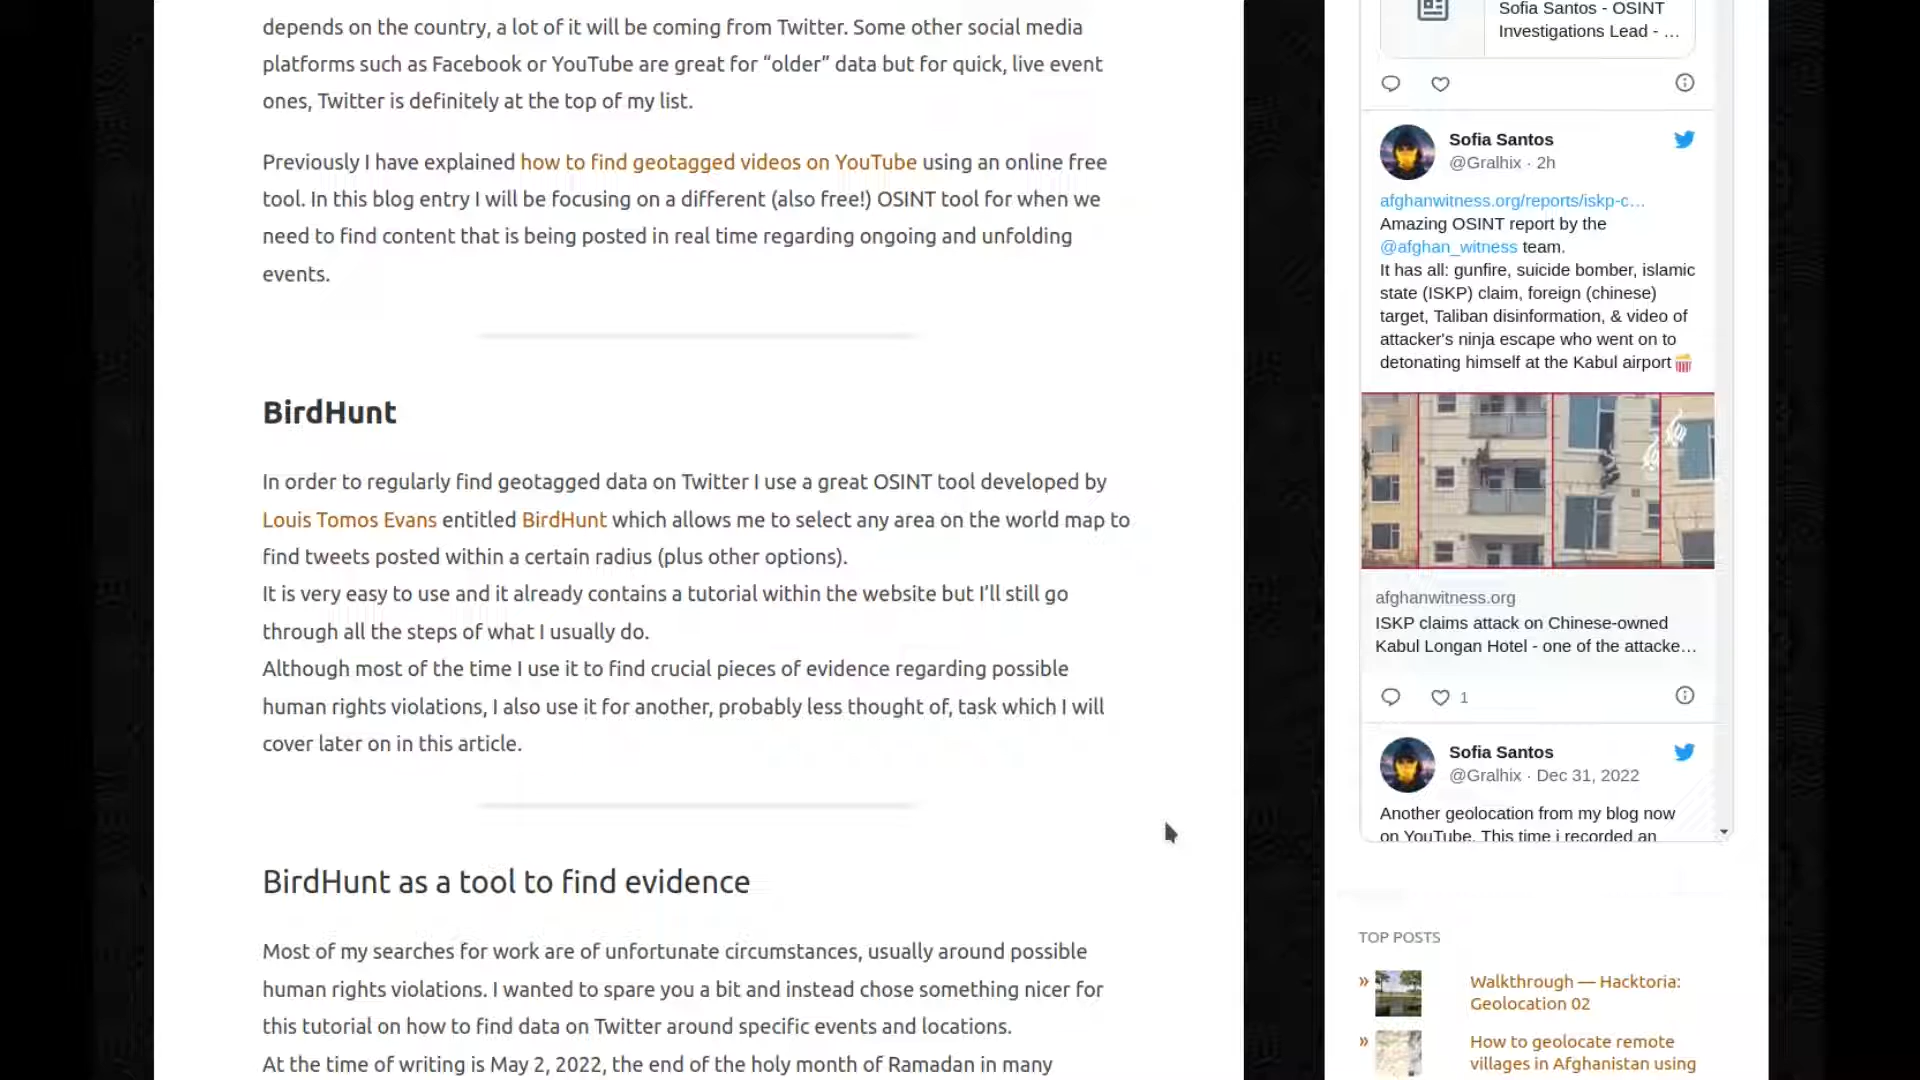 depends on the country, a lot of it will be coming from Twitter. Some other social media
platforms such as Facebook or YouTube are great for “older” data but for quick, live event
ones, Twitter is definitely at the top of my list.
Previously I have explained how to find geotagged videos on YouTube using an online free
tool. In this blog entry I will be focusing on a different (also free!) OSINT tool for when we
need to find content that is being posted in real time regarding ongoing and unfolding
events.
BirdHunt
In order to regularly find geotagged data on Twitter I use a great OSINT tool developed by
Louis Tomos Evans entitled BirdHunt which allows me to select any area on the world map to
find tweets posted within a certain radius (plus other options).
It is very easy to use and it already contains a tutorial within the website but I’ll still go
through all the steps of what I usually do.
Although most of the time I use it to find crucial pieces of evidence regarding possible
human rights violations, I also use it for another, probably less thought of, task which I will
cover later on in this article.
BirdHunt as a tool to find evidence
Most of my searches for work are of unfortunate circumstances, usually around possible
human rights violations. I wanted to spare you a bit and instead chose something nicer for
this tutorial on how to find data on Twitter around specific events and locations.
At the time of writing is May 2, 2022, the end of the holy month of Ramadan in many
Sofia Santos - OSINT
Investigations Lead - …
Sofia Santos
@Gralhix · 2h
afghanwitness.org/reports/iskp-c…
Amazing OSINT report by the
@afghan_witness team.
It has all: gunfire, suicide bomber, islamic
state (ISKP) claim, foreign (chinese)
target, Taliban disinformation, & video of
attacker's ninja escape who went on to
detonating himself at the Kabul airport🍿
afghanwitness.org
ISKP claims attack on Chinese-owned
Kabul Longan Hotel - one of the attacke…
1
Sofia Santos
@Gralhix · Dec 31, 2022
Another geolocation from my blog now
on YouTube. This time i recorded an
TOP POSTS
» Walkthrough — Hacktoria:
Geolocation 02
» How to geolocate remote
villages in Afghanistan using